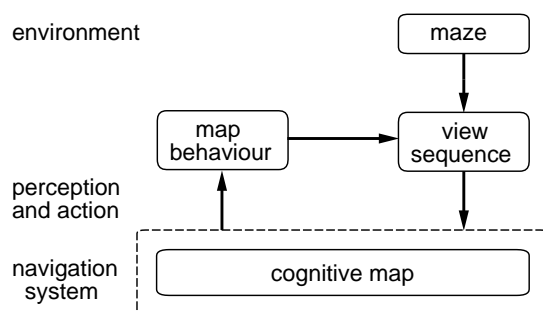 environment
maze
map
behaviour
view
sequence
perception
and action
navigation
system
cognitive map